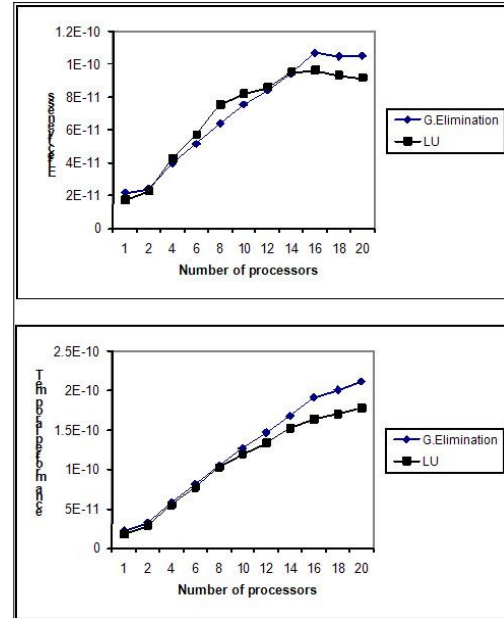 1.2E-10
1E-10
8E-11
6E-11
4E-11
2E-11
0
Effectiveness
1 2 4 6 8 10 12 14 16 18 20
Number of processors
G.Elimination
LU
2.5E-10
2E-10
1.5E-10
1E-10
5E-11
0
Temporal performance
1 2 4 6 8 10 12 14 16 18 20
Number of processors
G.Elimination
LU